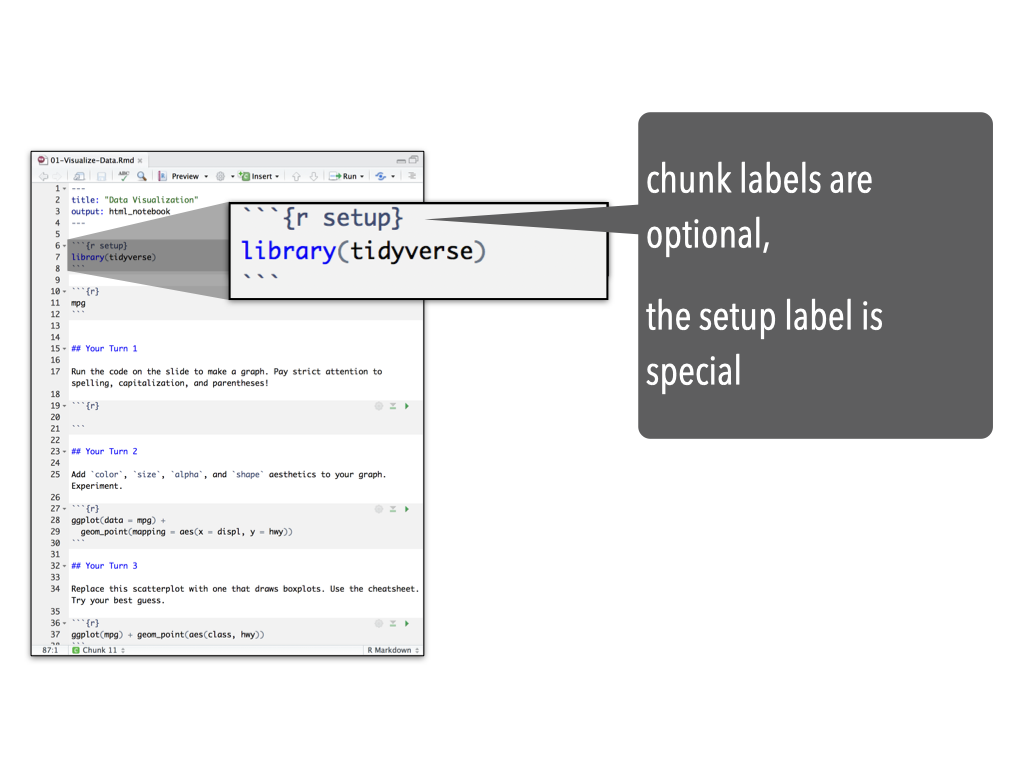 01-Visualize-Data.Rmd
ABC Preview Insert Run
1 ---
2 title: "Data Visualization"
3 output: html_notebook
4 ---
5
6 ```{r setup}
7 library(tidyverse)
8 ```
9
10 ```{r}
11 mpg
12 ```
13
14
15 ## Your Turn 1
16
17 Run the code on the slide to make a graph. Pay strict attention to
spelling, capitalization, and parentheses!
18
19 ```{r}
20
21 ```
22
23 ## Your Turn 2
24
25 Add `color`, `size`, `alpha`, and `shape` aesthetics to your graph.
Experiment.
26
27 ```{r}
28 ggplot(data = mpg) +
29 geom_point(mapping = aes(x = displ, y = hwy))
30 ```
31
32 ## Your Turn 3
33
34 Replace this scatterplot with one that draws boxplots. Use the cheatsheet.
Try your best guess.
35
36 ```{r}
37 ggplot(mpg) + geom_point(aes(class, hwy))
38 ```
87:1 C Chunk 11 R Markdown
```{r setup}
library(tidyverse)
```
chunk labels are
optional,
the setup label is
special